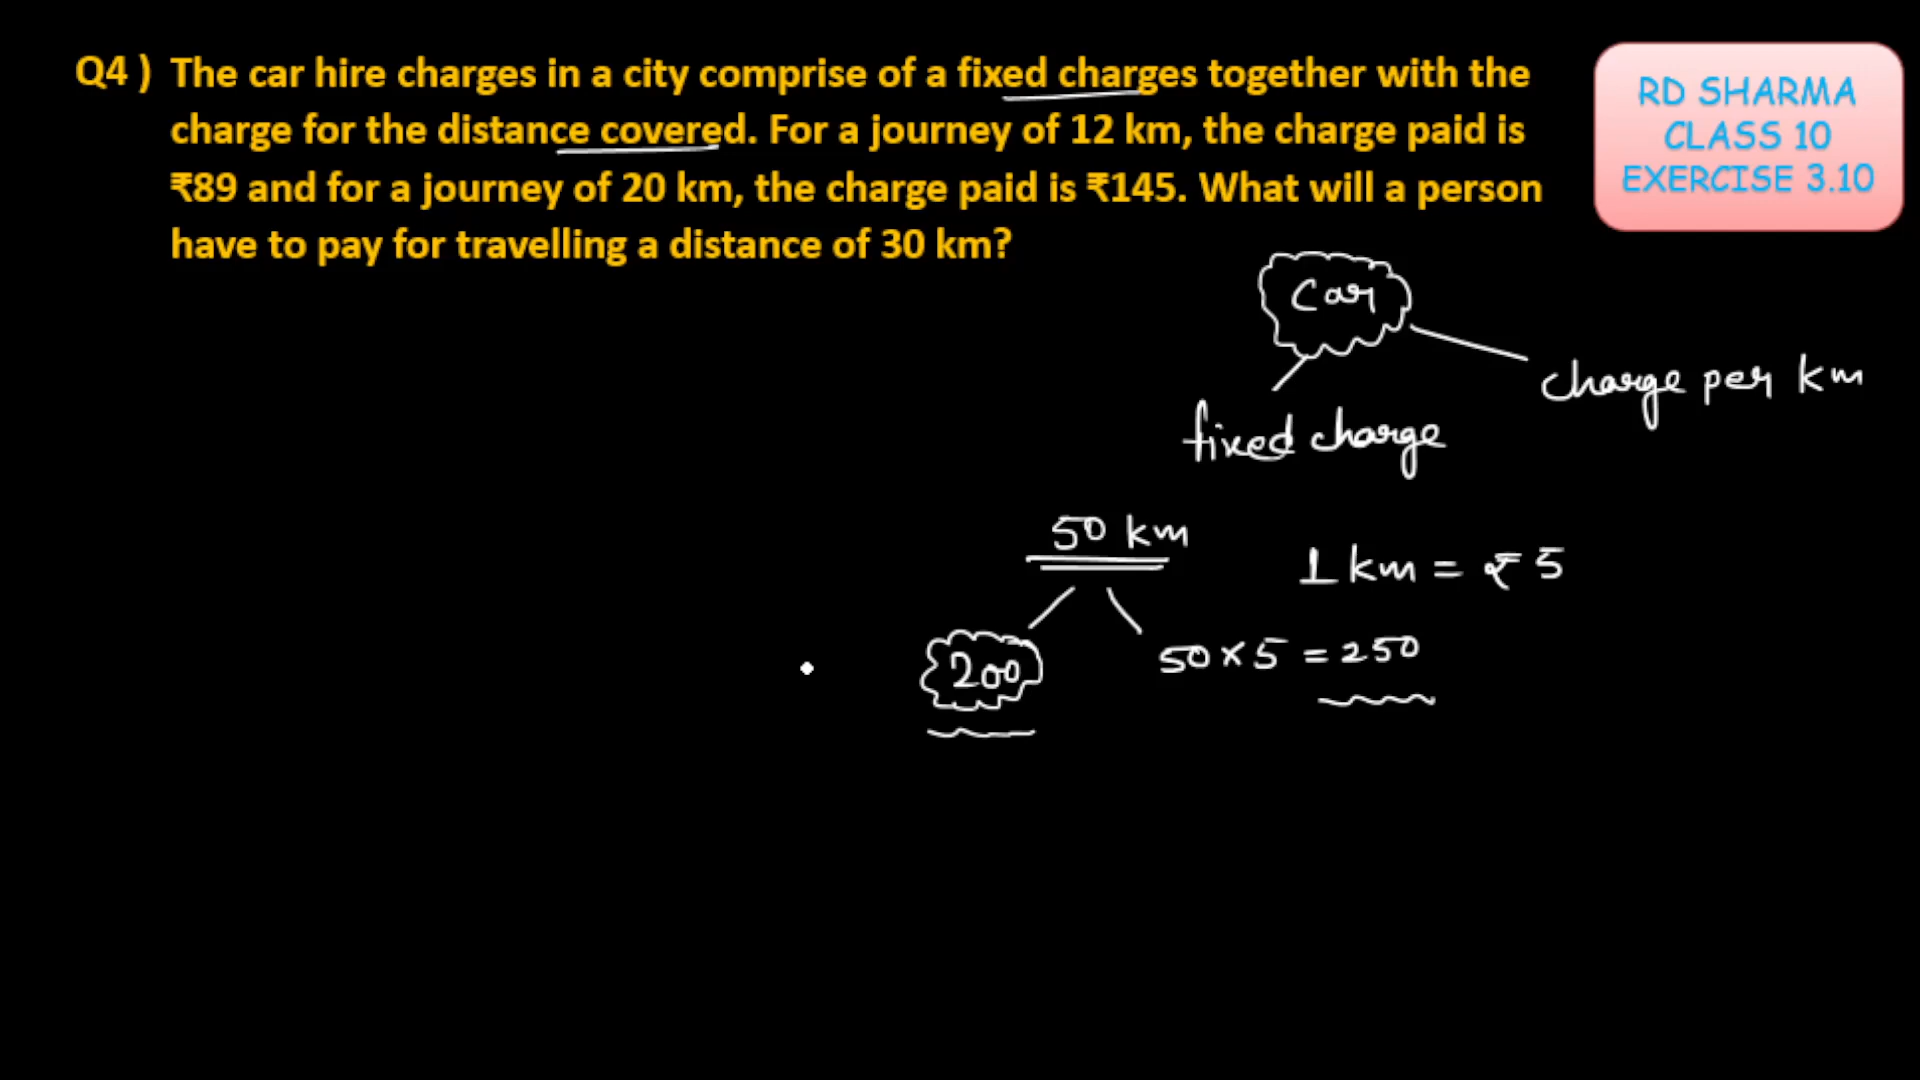 Q4 ) The car hire charges in a city comprise of a fixed charges together with the
charge for the distance covered. For a journey of 12 km, the charge paid is
₹89 and for a journey of 20 km, the charge paid is ₹145. What will a person
have to pay for travelling a distance of 30 km?
RD SHARMA
CLASS 10
EXERCISE 3.10
Car
charge per km
fixed charge
50 km
1 km = ₹ 5
200
50 × 5 = 250